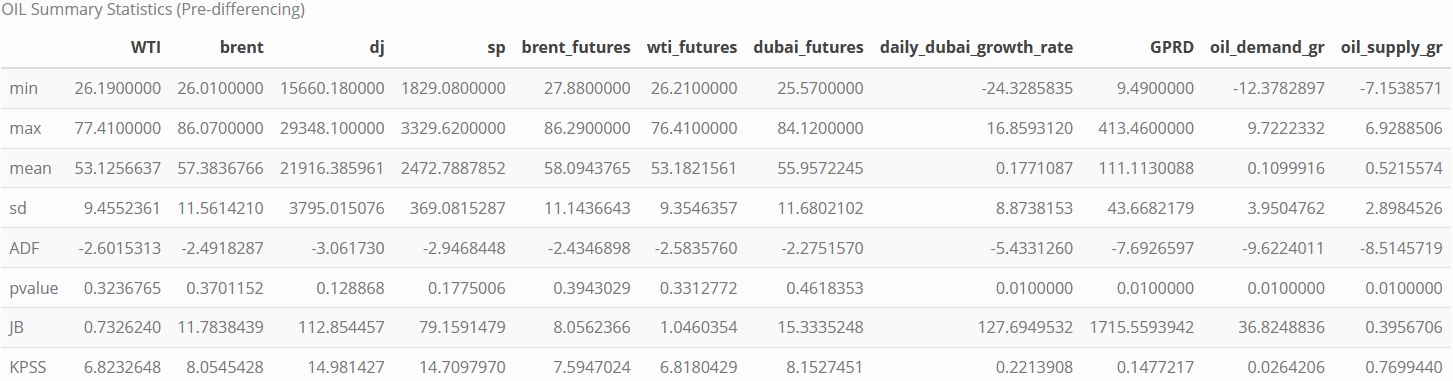 OIL Summary Statistics (Pre-differencing)
WTI brent dj sp brent_futures wti_futures dubai_futures daily_dubai_growth_rate GPRD oil_demand_gr oil_supply_gr
min 26.1900000 26.0100000 15660.180000 1829.0800000 27.8800000 26.2100000 25.5700000 -24.3285835 9.4900000 -12.3782897 -7.1538571
max 77.4100000 86.0700000 29348.100000 3329.6200000 86.2900000 76.4100000 84.1200000 16.8593120 413.4600000 9.7222332 6.9288506
mean 53.1256637 57.3836766 21916.385961 2472.7887852 58.0943765 53.1821561 55.9572245 0.1771087 111.1130088 0.1099916 0.5215574
sd 9.4552361 11.5614210 3795.015076 369.0815287 11.1436643 9.3546357 11.6802102 8.8738153 43.6682179 3.9504762 2.8984526
ADF -2.6015313 -2.4918287 -3.061730 -2.9468448 -2.4346898 -2.5835760 -2.2751570 -5.4331260 -7.6926597 -9.6224011 -8.5145719
pvalue 0.3236765 0.3701152 0.128868 0.1775006 0.3943029 0.3312772 0.4618353 0.0100000 0.0100000 0.0100000 0.0100000
JB 0.7326240 11.7838439 112.854457 79.1591479 8.0562366 1.0460354 15.3335248 127.6949532 1715.5593942 36.8248836 0.3956706
KPSS 6.8232648 8.0545428 14.981427 14.7097970 7.5947024 6.8180429 8.1527451 0.2213908 0.1477217 0.0264206 0.7699440